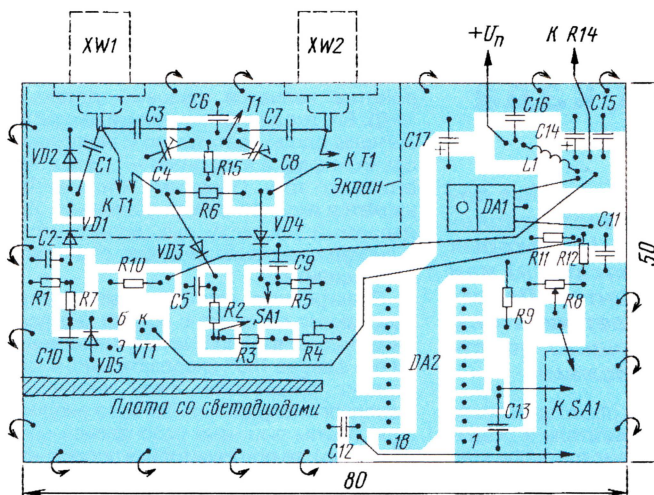 XW1
XW2
+Uп
К R14
C3
C6
T1
C7
C16
C14
C15
C17
+
+
VD2
C1
C4
R15
C8
К T1
L1
К T1
R6
Экран
DA1
VD1
VD4
C2
VD3
C9
C11
R11
R12
R1
R7
R10
C5
R5
R2
SA1
R9
R8
50
б
к
э
VT1
R3
R4
C10
VD5
DA2
К SA1
Плата со светодиодами
C13
C12
18
1
80